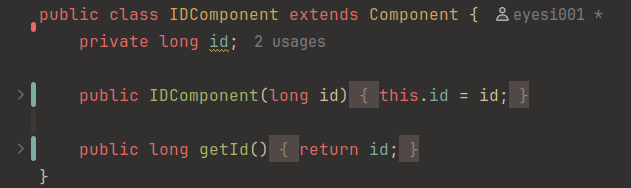 public class IDComponent extends Component { eyesi001 *
private long id; 2 usages
public IDComponent(long id) { this.id = id; }
public long getId() { return id; }
}